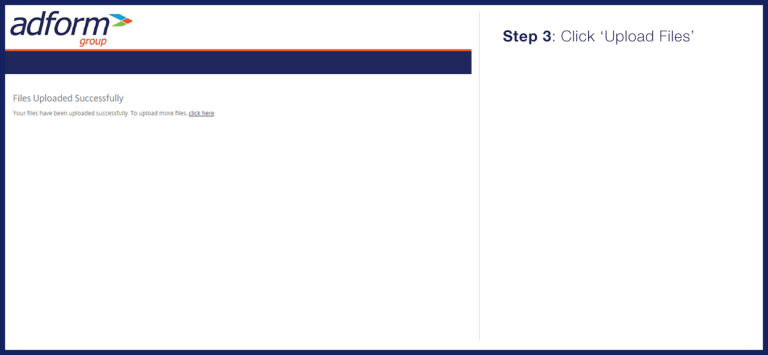 adform
group
Step 3: Click ‘Upload Files’
Files Uploaded Successfully
Your files have been uploaded successfully. To upload more files, click here.